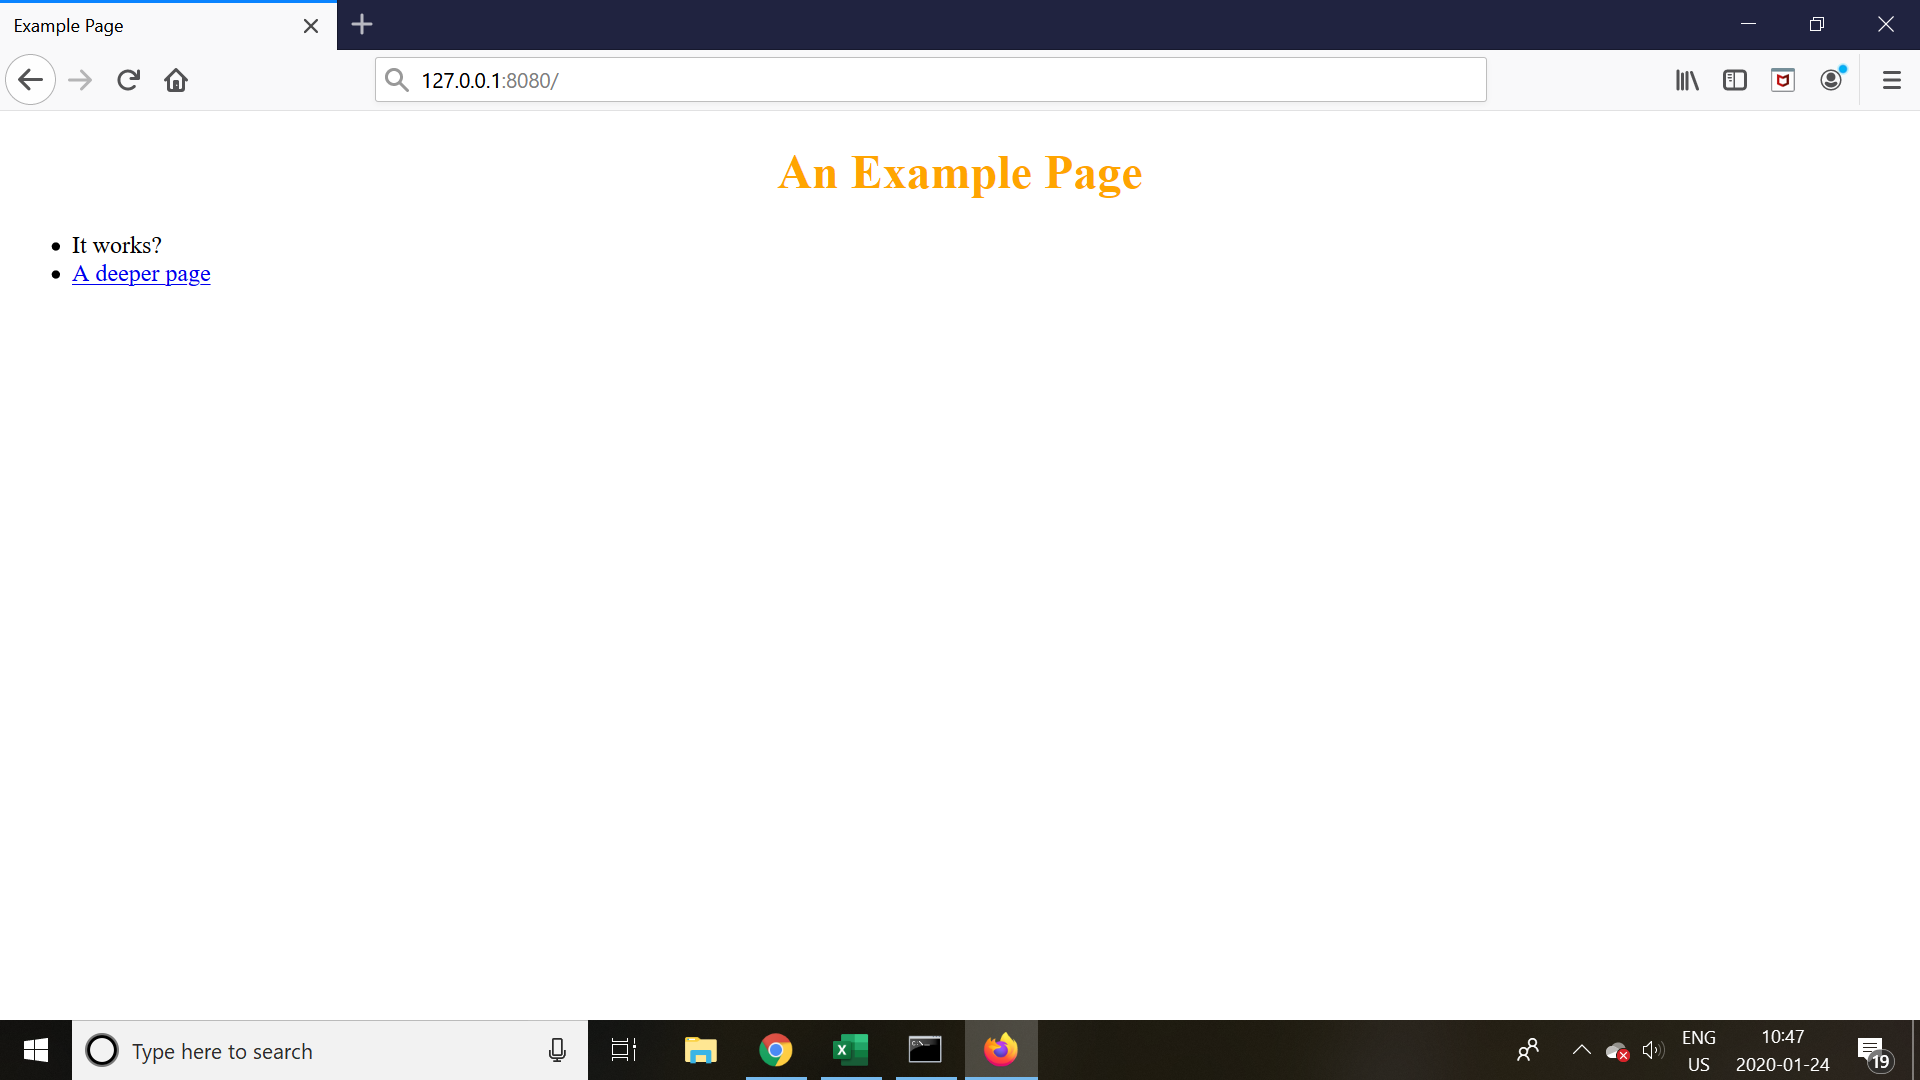 Example Page
127.0.0.1:8080/
An Example Page
It works?
A deeper page
Type here to search
ENG
US
10:47
2020-01-24
19